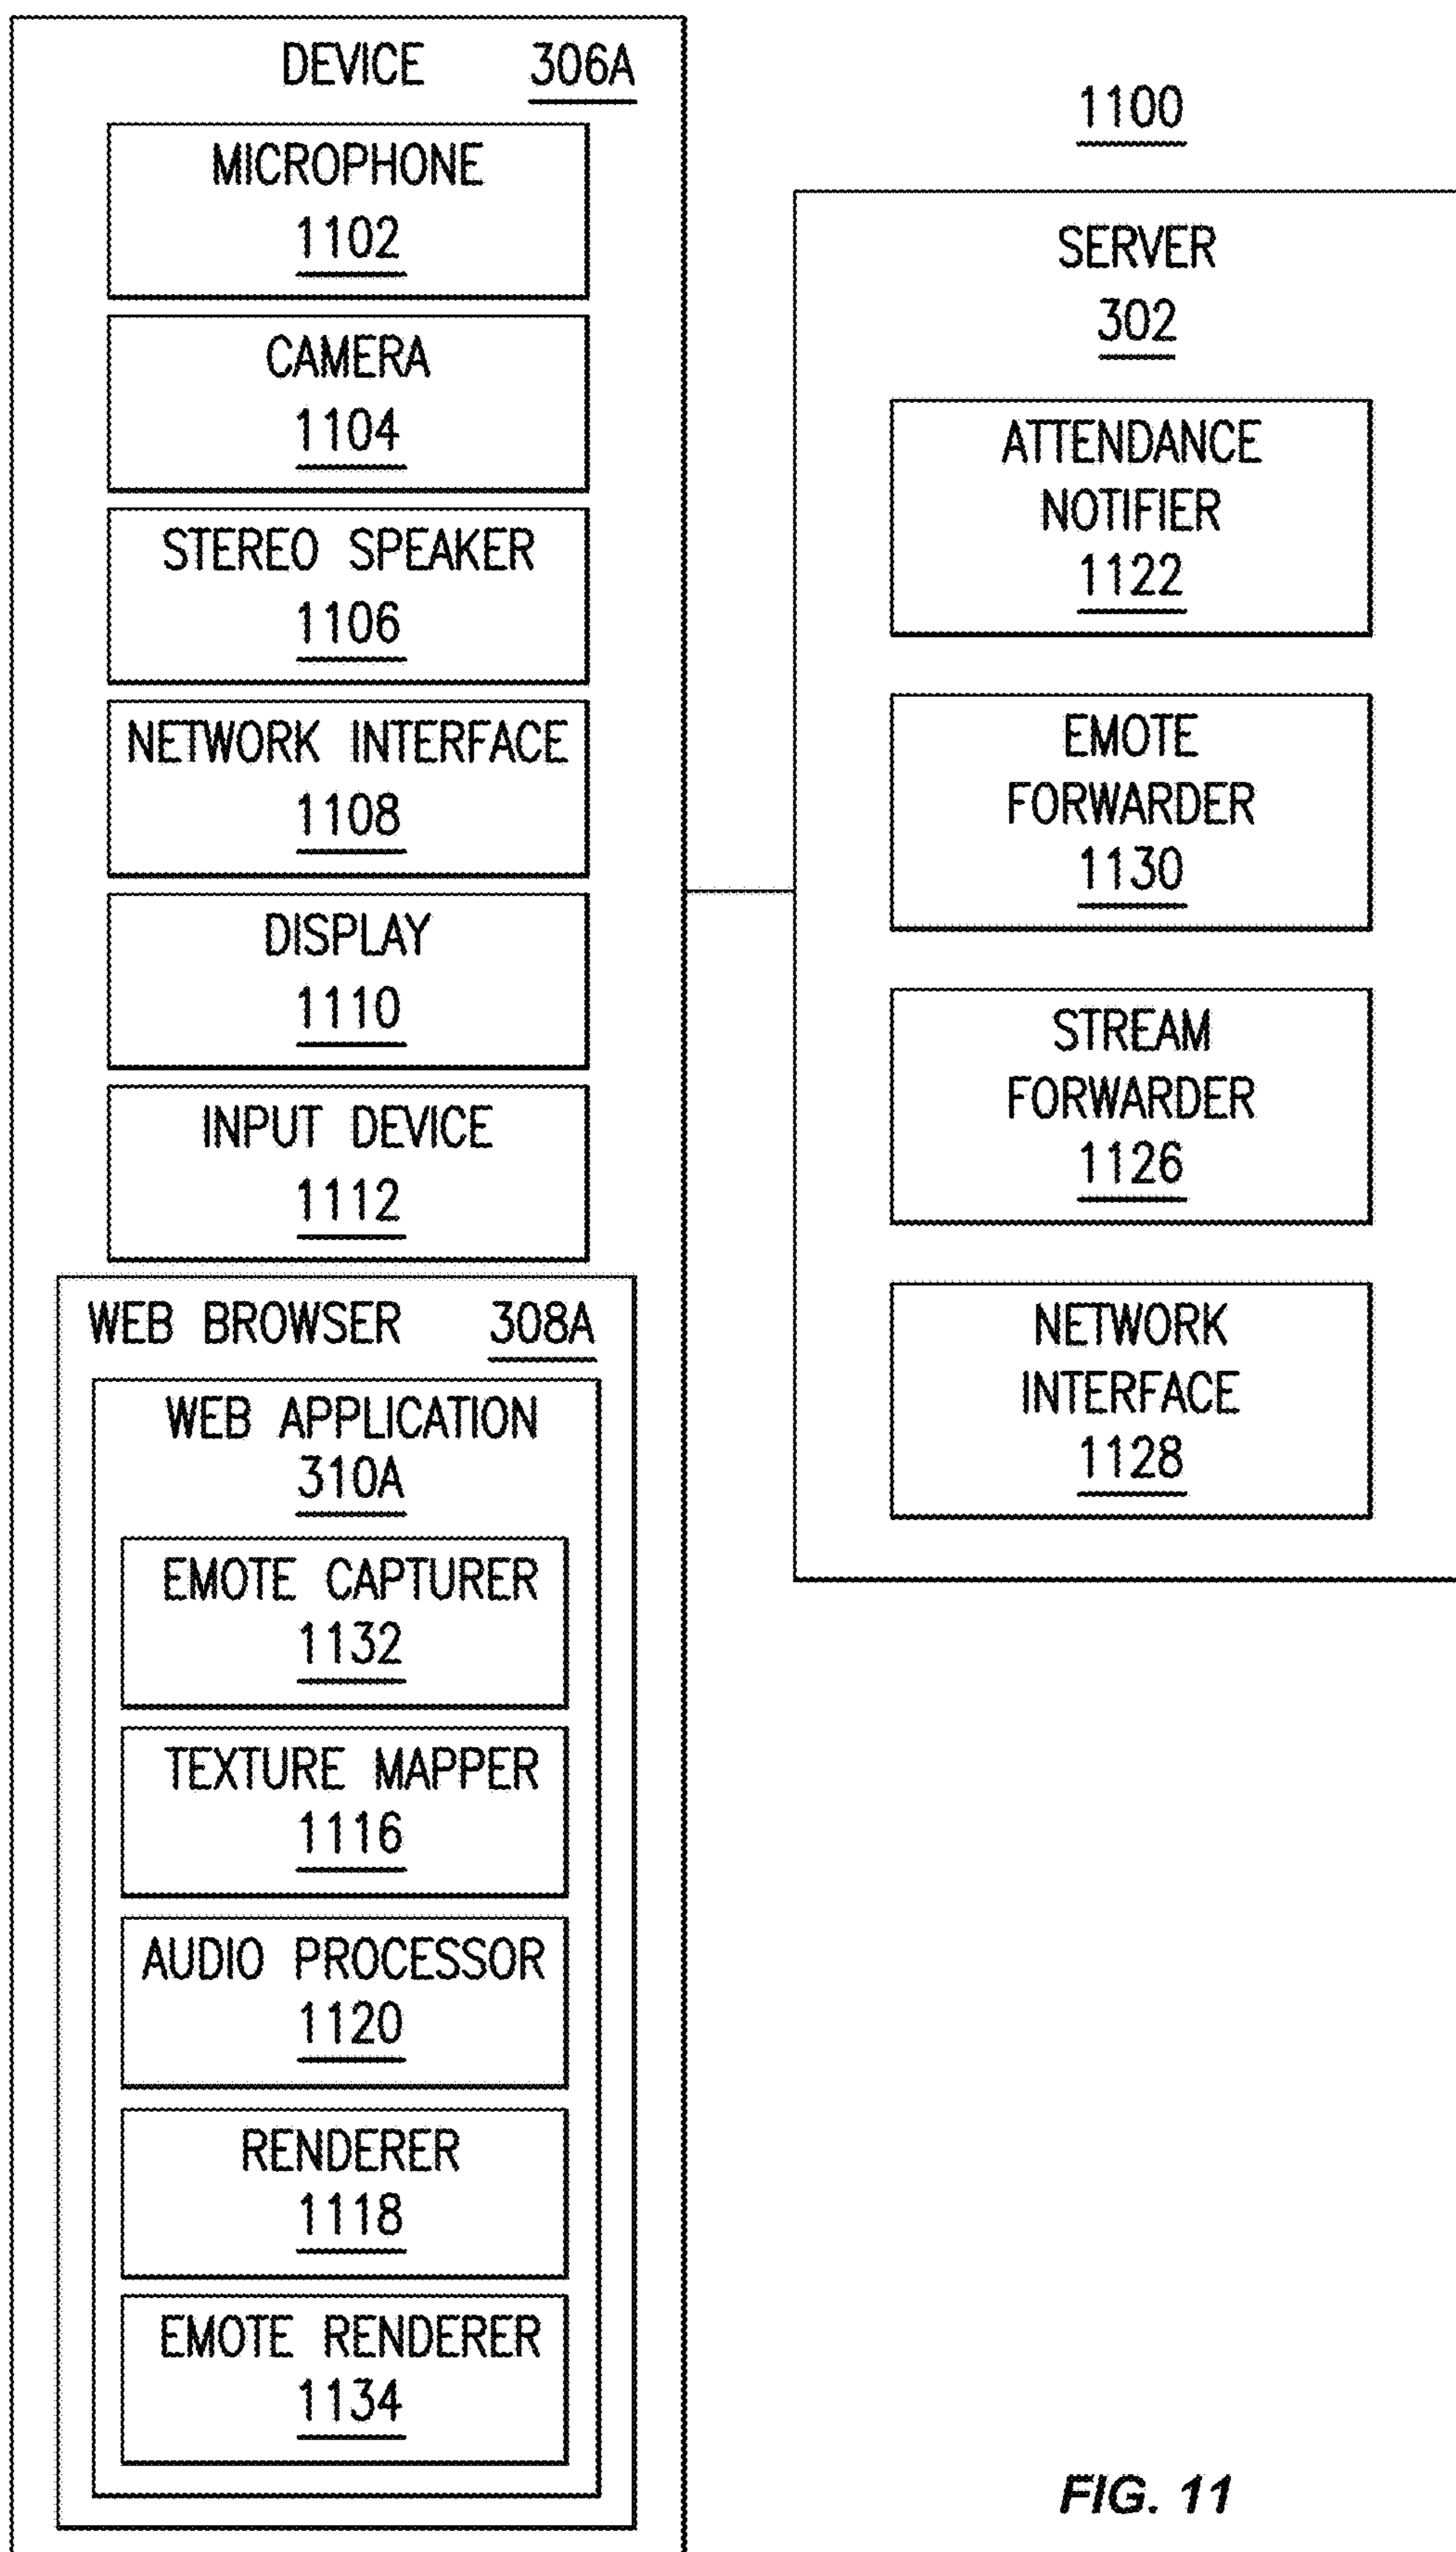 DEVICE 306A
MICROPHONE
1102
CAMERA
1104
STEREO SPEAKER
1106
NETWORK INTERFACE
1108
DISPLAY
1110
INPUT DEVICE
1112
WEB BROWSER 308A
WEB APPLICATION
310A
EMOTE CAPTURER
1132
TEXTURE MAPPER
1116
AUDIO PROCESSOR
1120
RENDERER
1118
EMOTE RENDERER
1134
1100
SERVER
302
ATTENDANCE
NOTIFIER
1122
EMOTE
FORWARDER
1130
STREAM
FORWARDER
1126
NETWORK
INTERFACE
1128
FIG. 11